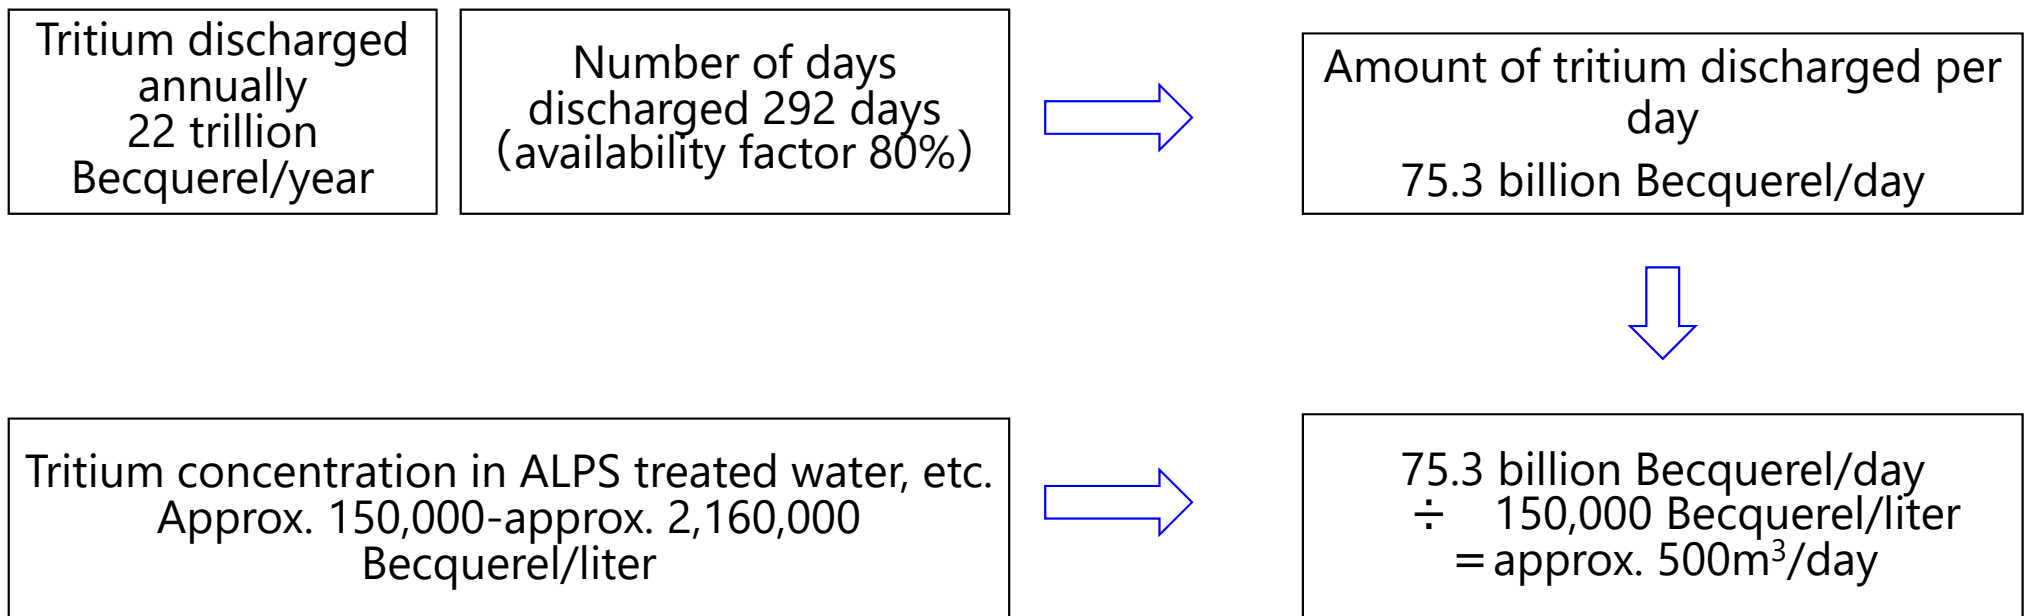 Tritium discharged
annually
22 trillion
Becquerel/year
Number of days
discharged 292 days
（availability factor 80%）
Amount of tritium discharged per
day
75.3 billion Becquerel/day
Tritium concentration in ALPS treated water, etc.
Approx. 150,000-approx. 2,160,000
Becquerel/liter
75.3 billion Becquerel/day
÷ 150,000 Becquerel/liter
＝approx. 500m³/day